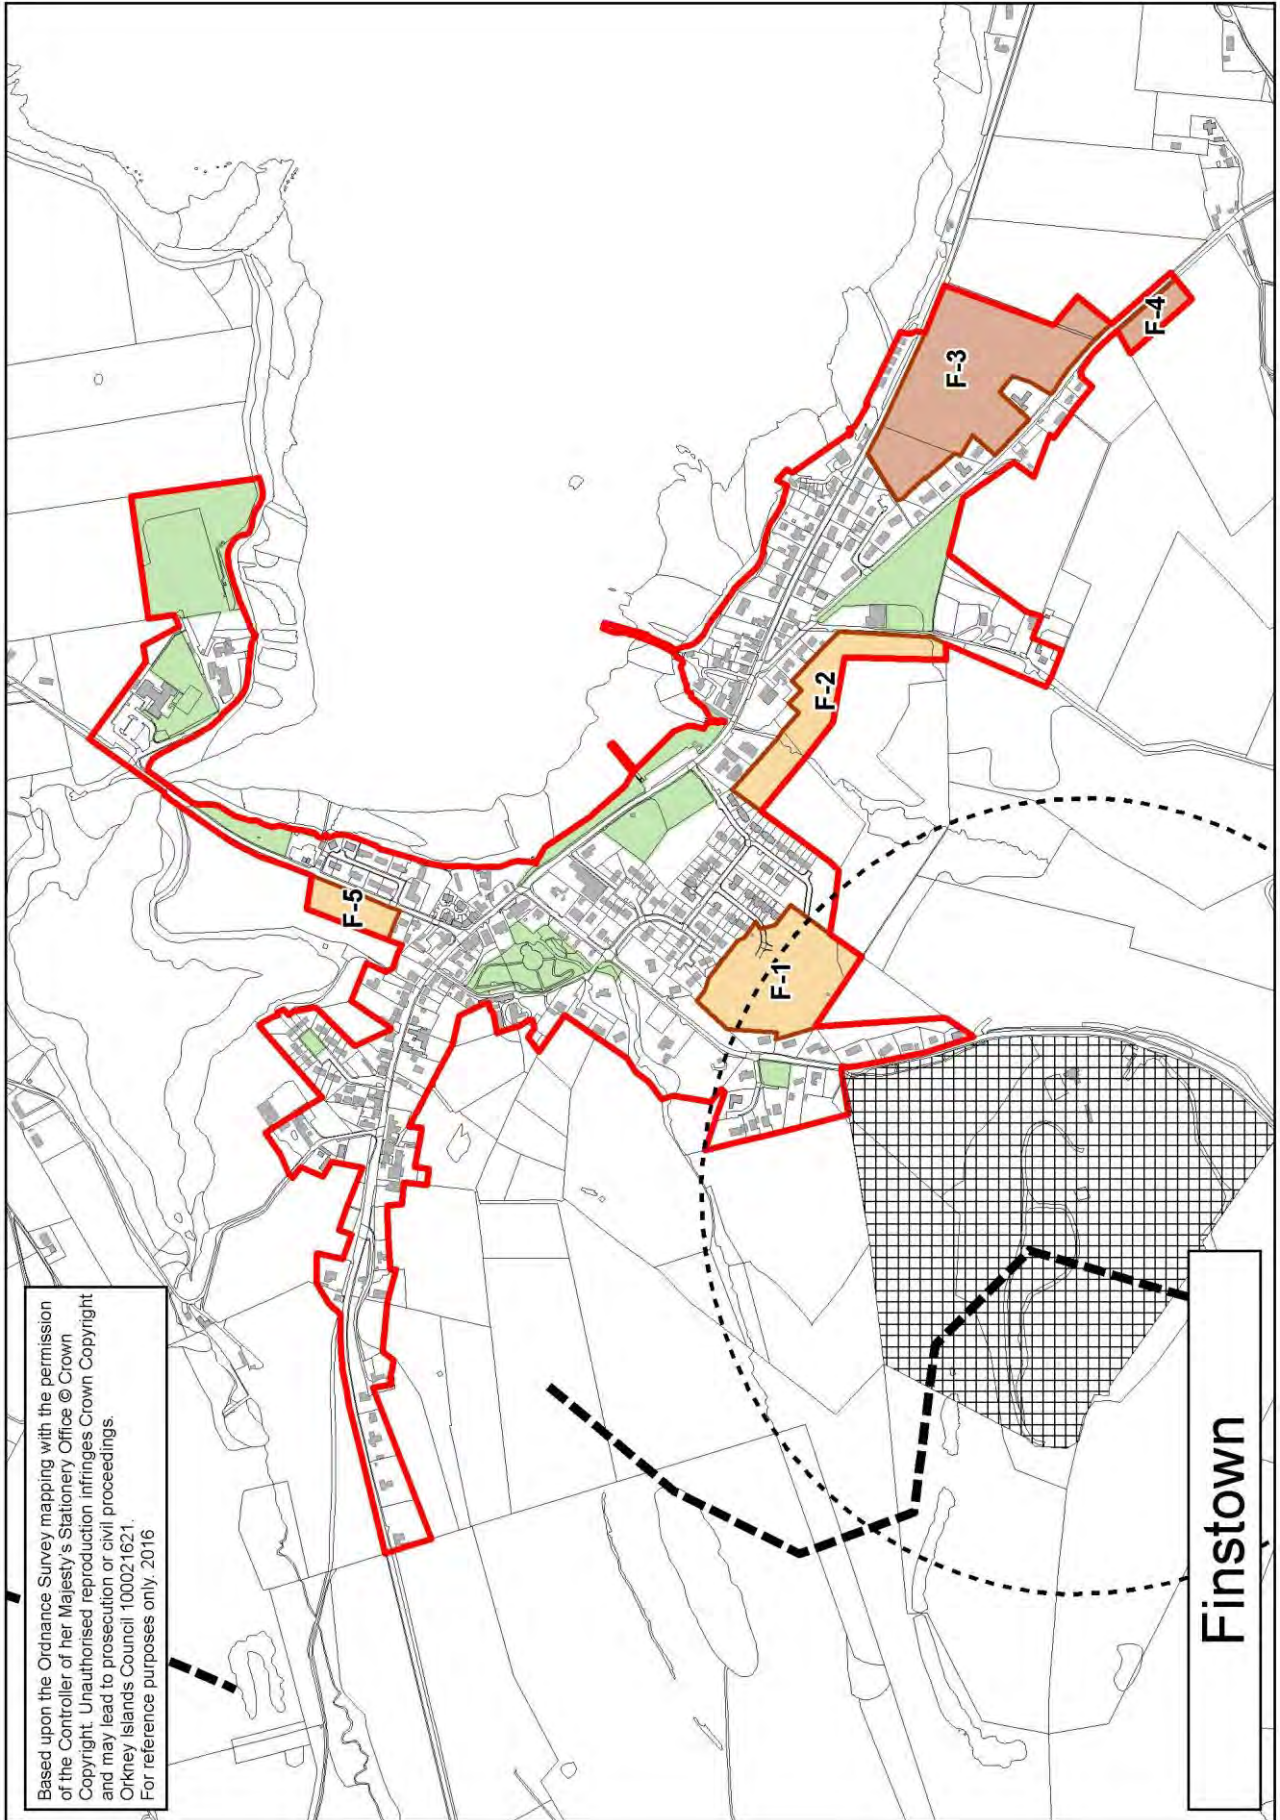 Based upon the Ordnance Survey mapping with the permission
of the Controller of her Majesty's Stationery Office © Crown
Copyright. Unauthorised reproduction infringes Crown Copyright
and may lead to prosecution or civil proceedings.
Orkney Islands Council 100021621.
For reference purposes only. 2016
F-5
F-1
F-2
F-3
F-4
Finstown